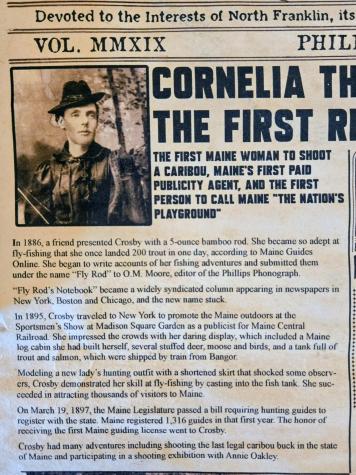 Devoted to the Interests of North Franklin, its
VOL. MMXIX PHIL
CORNELIA TH
THE FIRST RE
THE FIRST MAINE WOMAN TO SHOOT
A CARIBOU, MAINE'S FIRST PAID
PUBLICITY AGENT, AND THE FIRST
PERSON TO CALL MAINE "THE NATION'S
PLAYGROUND"
In 1886, a friend presented Crosby with a 5-ounce bamboo rod. She became so adept at
fly-fishing that she once landed 200 trout in one day, according to Maine Guides
Online. She began to write accounts of her fishing adventures and submitted them
under the name “Fly Rod” to O.M. Moore, editor of the Phillips Phonograph.
“Fly Rod's Notebook” became a widely syndicated column appearing in newspapers in
New York, Boston and Chicago, and the new name stuck.
In 1895, Crosby traveled to New York to promote the Maine outdoors at the
Sportsmen's Show at Madison Square Garden as a publicist for Maine Central
Railroad. She impressed the crowds with her daring display, which included a Maine
log cabin she had built herself, several stuffed deer, moose and birds, and a tank full of
trout and salmon, which were shipped by train from Bangor.
Modeling a new lady's hunting outfit with a shortened skirt that shocked some observ-
ers, Crosby demonstrated her skill at fly-fishing by casting into the fish tank. She suc-
ceeded in attracting thousands of visitors to Maine.
On March 19, 1897, the Maine Legislature passed a bill requiring hunting guides to
register with the state. Maine registered 1,316 guides in that first year. The honor of
receiving the first Maine guiding license went to Crosby.
Crosby had many adventures including shooting the last legal caribou buck in the state
of Maine and participating in a shooting exhibition with Annie Oakley.